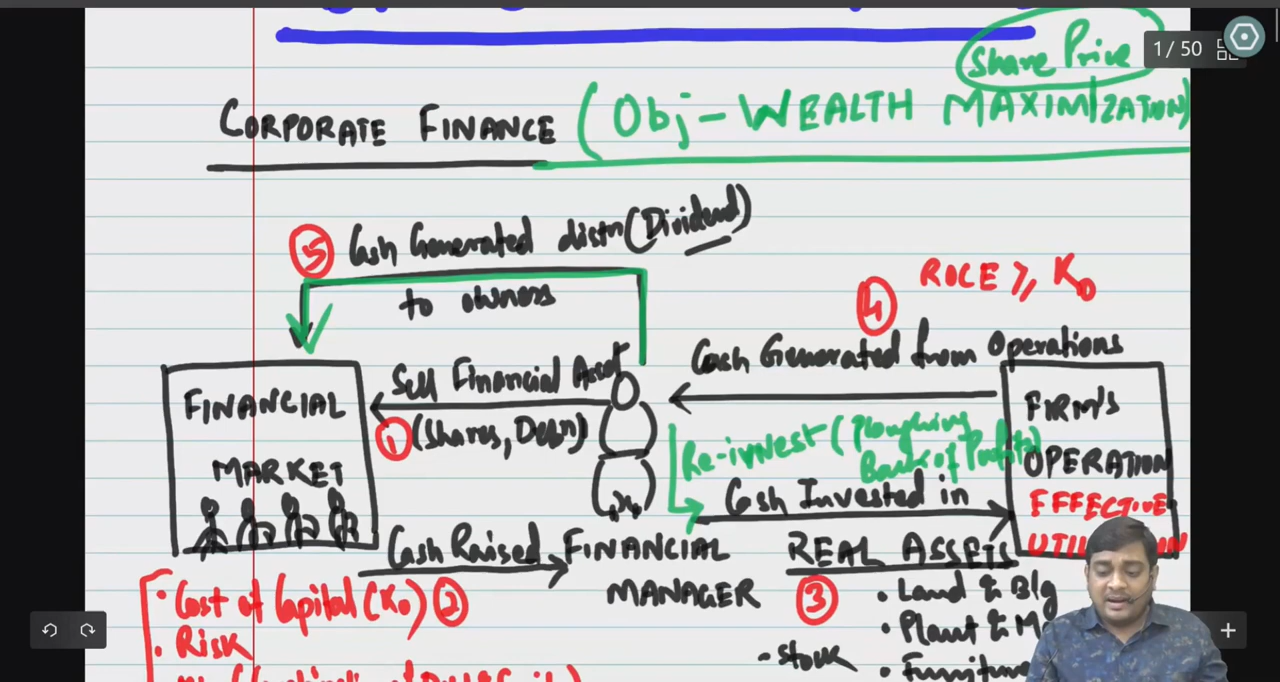 Share Price
1 / 50
CORPORATE FINANCE (Obj - WEALTH MAXIMIZATION)
5 Cash Generated distn (Dividend)
to owners
4 ROCE ⩾ K₀
Cash Generated from Operations
Sell Financial Asset
1 (Shares, Debn)
FINANCIAL
MARKET
Re-invest (Ploughing
Back of Profits)
FIRM'S
OPERATION
EFFECTIVE
Cash Invested in
REAL ASSETS
3
Cash Raised
FINANCIAL
MANAGER
• Cost of Capital (K₀) 2
• Risk
• Land & Blg
• Plant &
- Stock
• Furniture